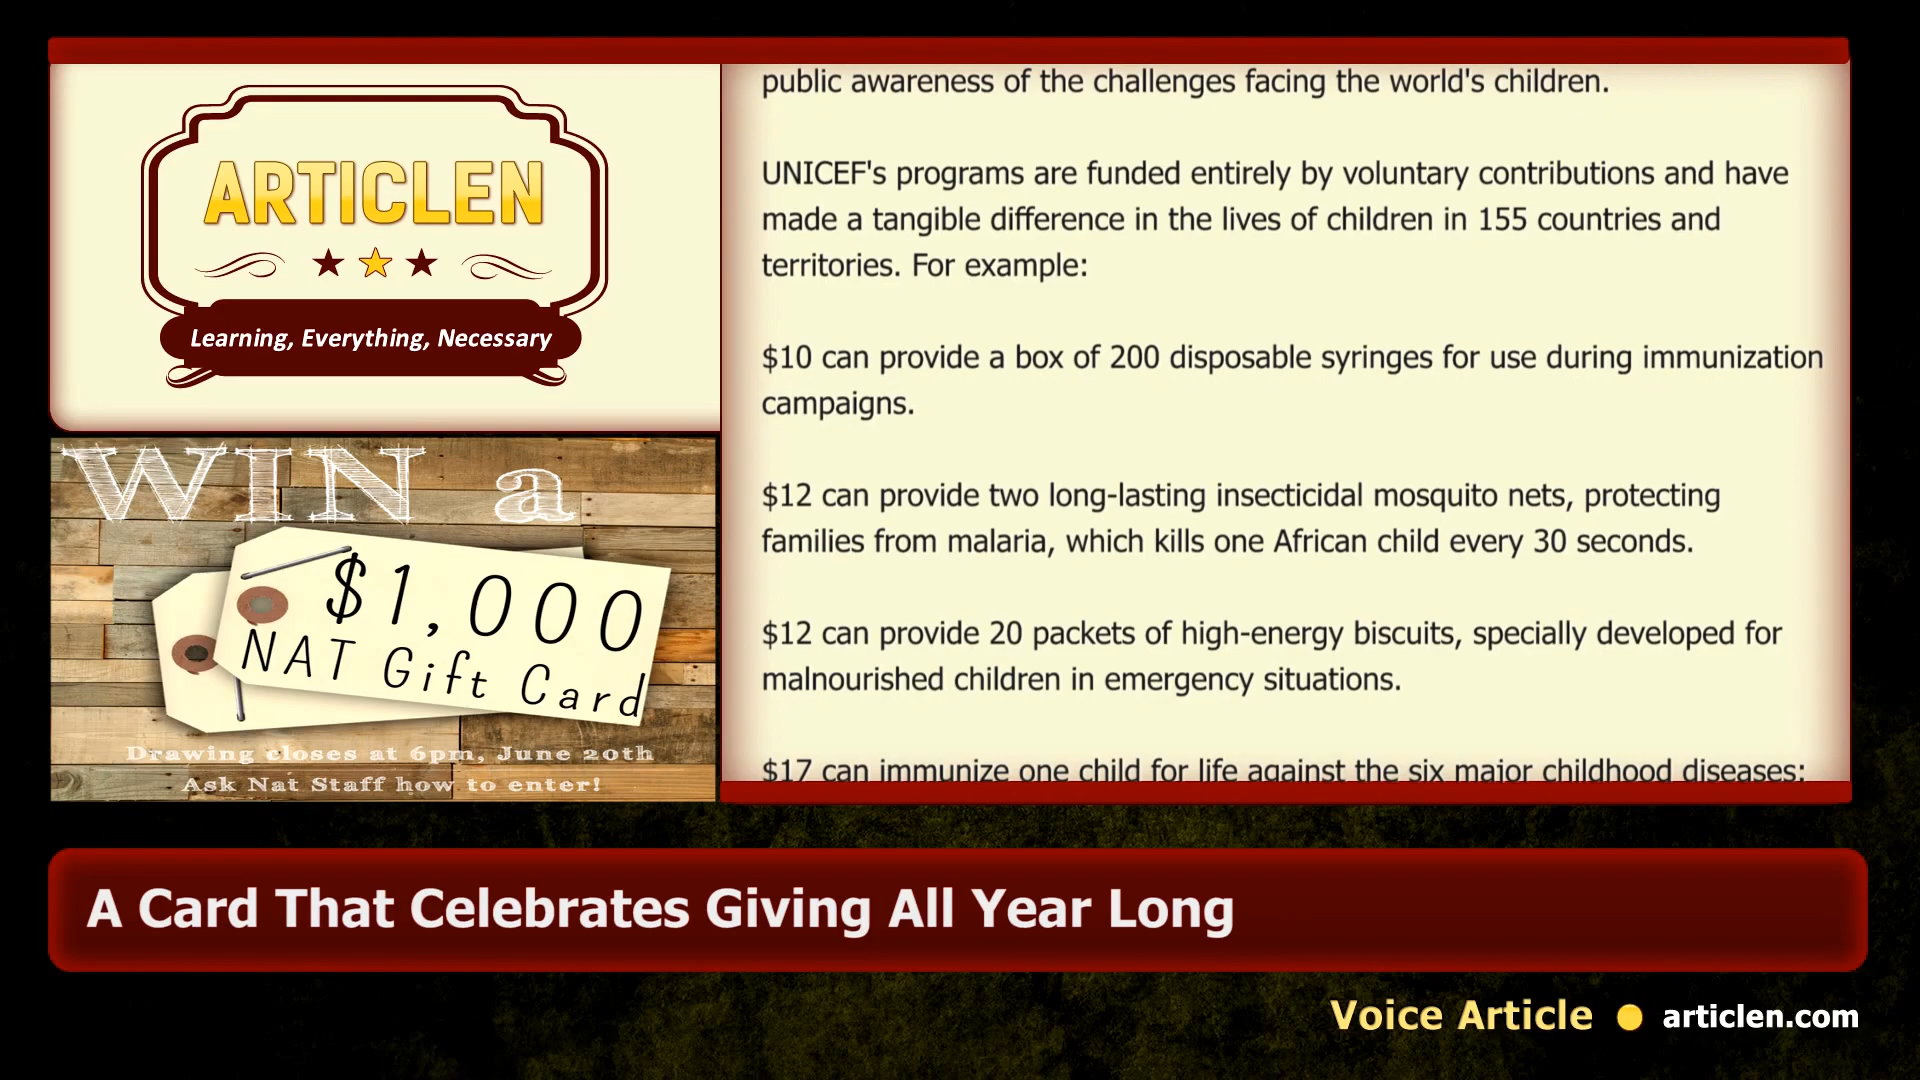 ARTICLEN
Learning, Everything, Necessary
WIN a
$1,000
NAT Gift Card
Drawing closes at 6pm, June 20th
Ask Nat Staff how to enter!
public awareness of the challenges facing the world's children.
UNICEF's programs are funded entirely by voluntary contributions and have
made a tangible difference in the lives of children in 155 countries and
territories. For example:
$10 can provide a box of 200 disposable syringes for use during immunization
campaigns.
$12 can provide two long-lasting insecticidal mosquito nets, protecting
families from malaria, which kills one African child every 30 seconds.
$12 can provide 20 packets of high-energy biscuits, specially developed for
malnourished children in emergency situations.
$17 can immunize one child for life against the six major childhood diseases:
A Card That Celebrates Giving All Year Long
Voice Article
articlen.com